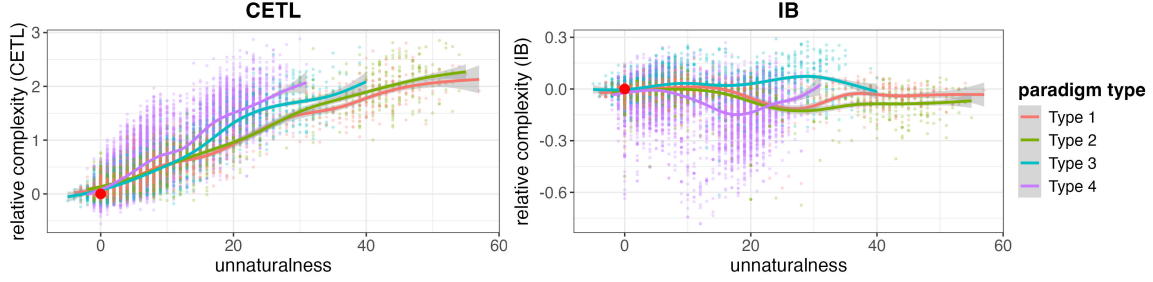 CETL
relative complexity (CETL)
3
2
1
0
0 20 40 60
unnaturalness
IB
relative complexity (IB)
0.3
0.0
-0.3
-0.6
0 20 40 60
unnaturalness
paradigm type
Type 1
Type 2
Type 3
Type 4